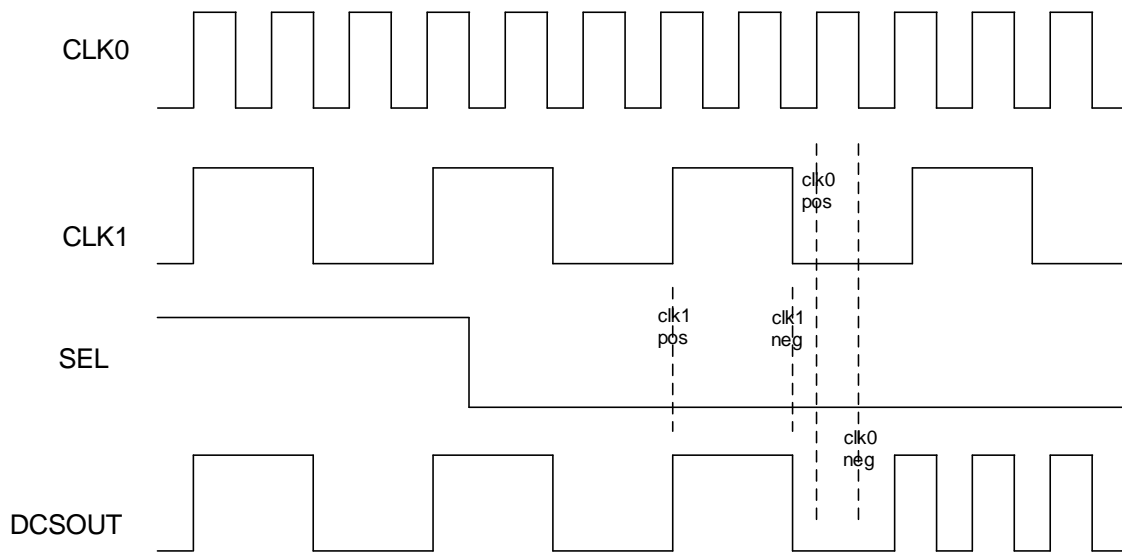 CLK0
clk0
pos
CLK1
clk1
pos
clk1
neg
SEL
clk0
neg
DCSOUT